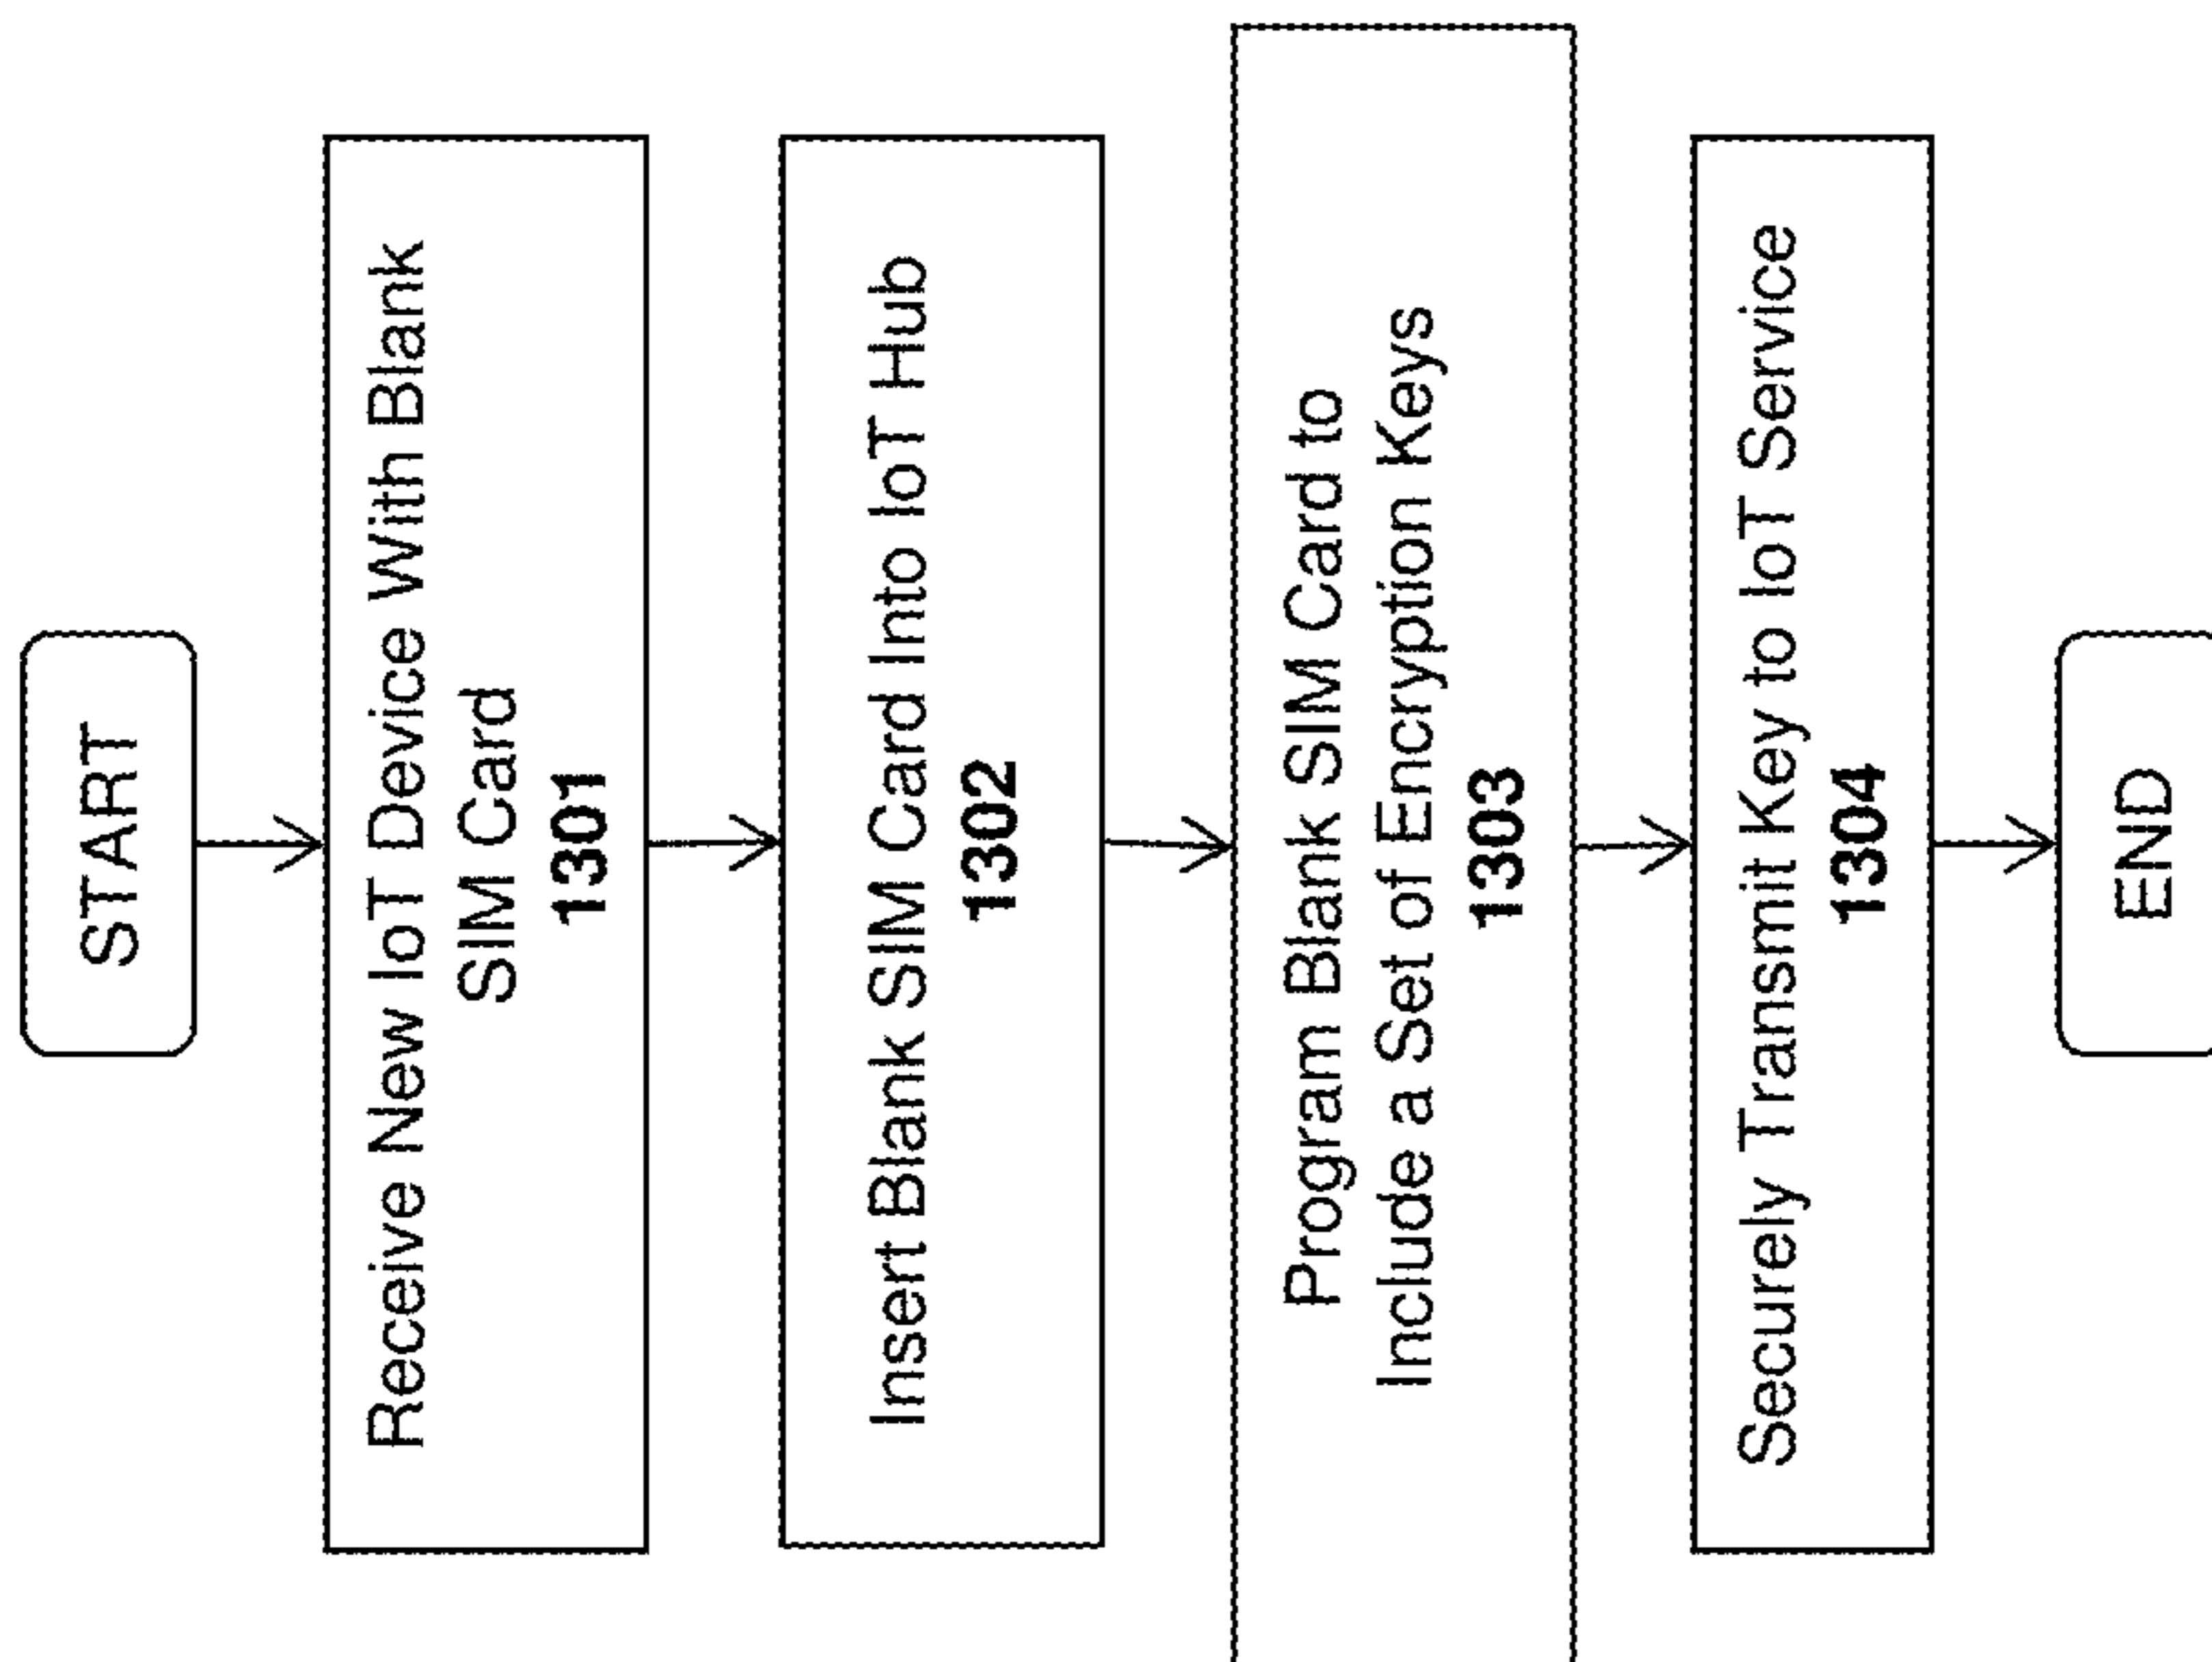 START
Receive New IoT Device With Blank
SIM Card
1301
Insert Blank SIM Card Into IoT Hub
1302
Program Blank SIM Card to
Include a Set of Encryption Keys
1303
Securely Transmit Key to IoT Service
1304
END